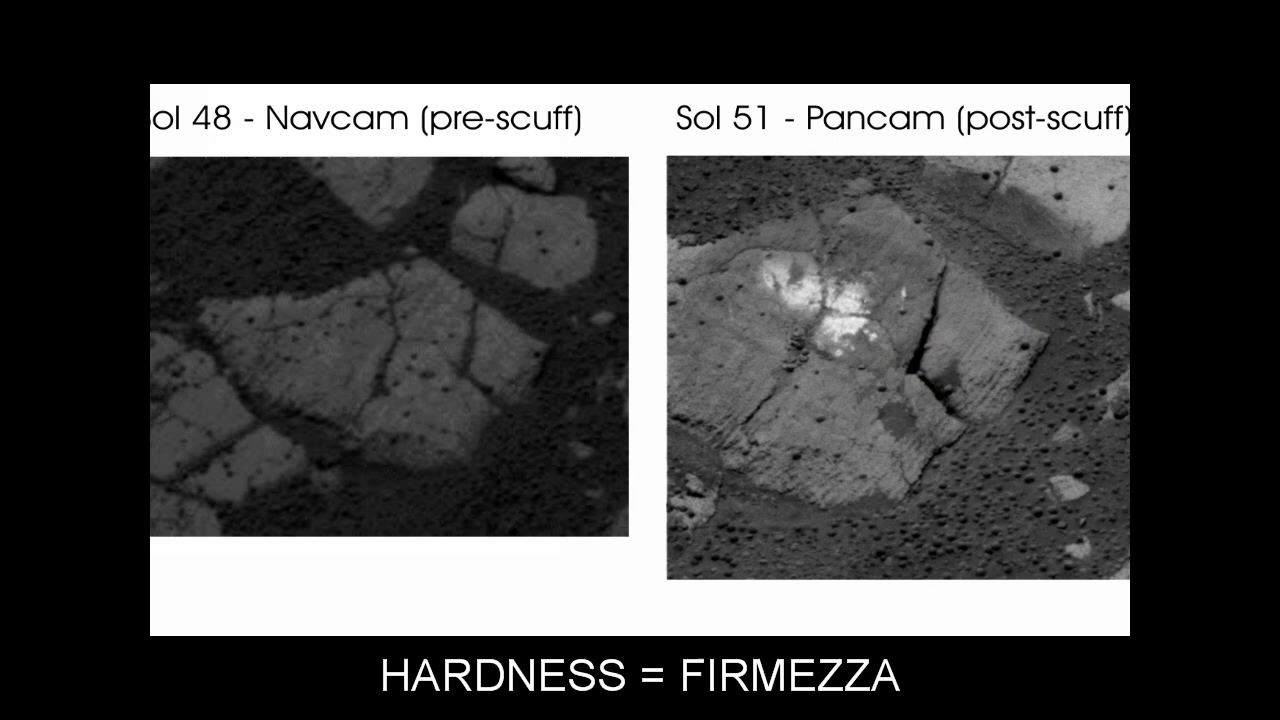 ol 48 - Navcam (pre-scuff)
Sol 51 - Pancam (post-scuff)
HARDNESS = FIRMEZZA